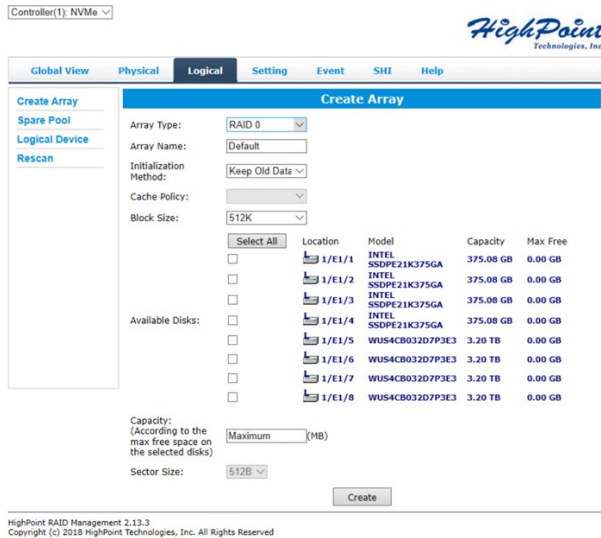 Controller(1): NVMe
HighPoint
Technologies, Inc
Global View Physical Logical Setting Event SHI Help
Create Array
Spare Pool
Logical Device
Rescan
Create Array
Array Type: RAID 0
Array Name: Default
Initialization Method: Keep Old Data
Cache Policy:
Block Size: 512K
Available Disks:
Select All Location Model Capacity Max Free
1/E1/1 INTEL SSDPE21K375GA 375.08 GB 0.00 GB
1/E1/2 INTEL SSDPE21K375GA 375.08 GB 0.00 GB
1/E1/3 INTEL SSDPE21K375GA 375.08 GB 0.00 GB
1/E1/4 INTEL SSDPE21K375GA 375.08 GB 0.00 GB
1/E1/5 WUS4CB032D7P3E3 3.20 TB 0.00 GB
1/E1/6 WUS4CB032D7P3E3 3.20 TB 0.00 GB
1/E1/7 WUS4CB032D7P3E3 3.20 TB 0.00 GB
1/E1/8 WUS4CB032D7P3E3 3.20 TB 0.00 GB
Capacity:
(According to the
max free space on
the selected disks)
Maximum (MB)
Sector Size: 512B
Create
HighPoint RAID Management 2.13.3
Copyright (c) 2018 HighPoint Technologies, Inc. All Rights Reserved